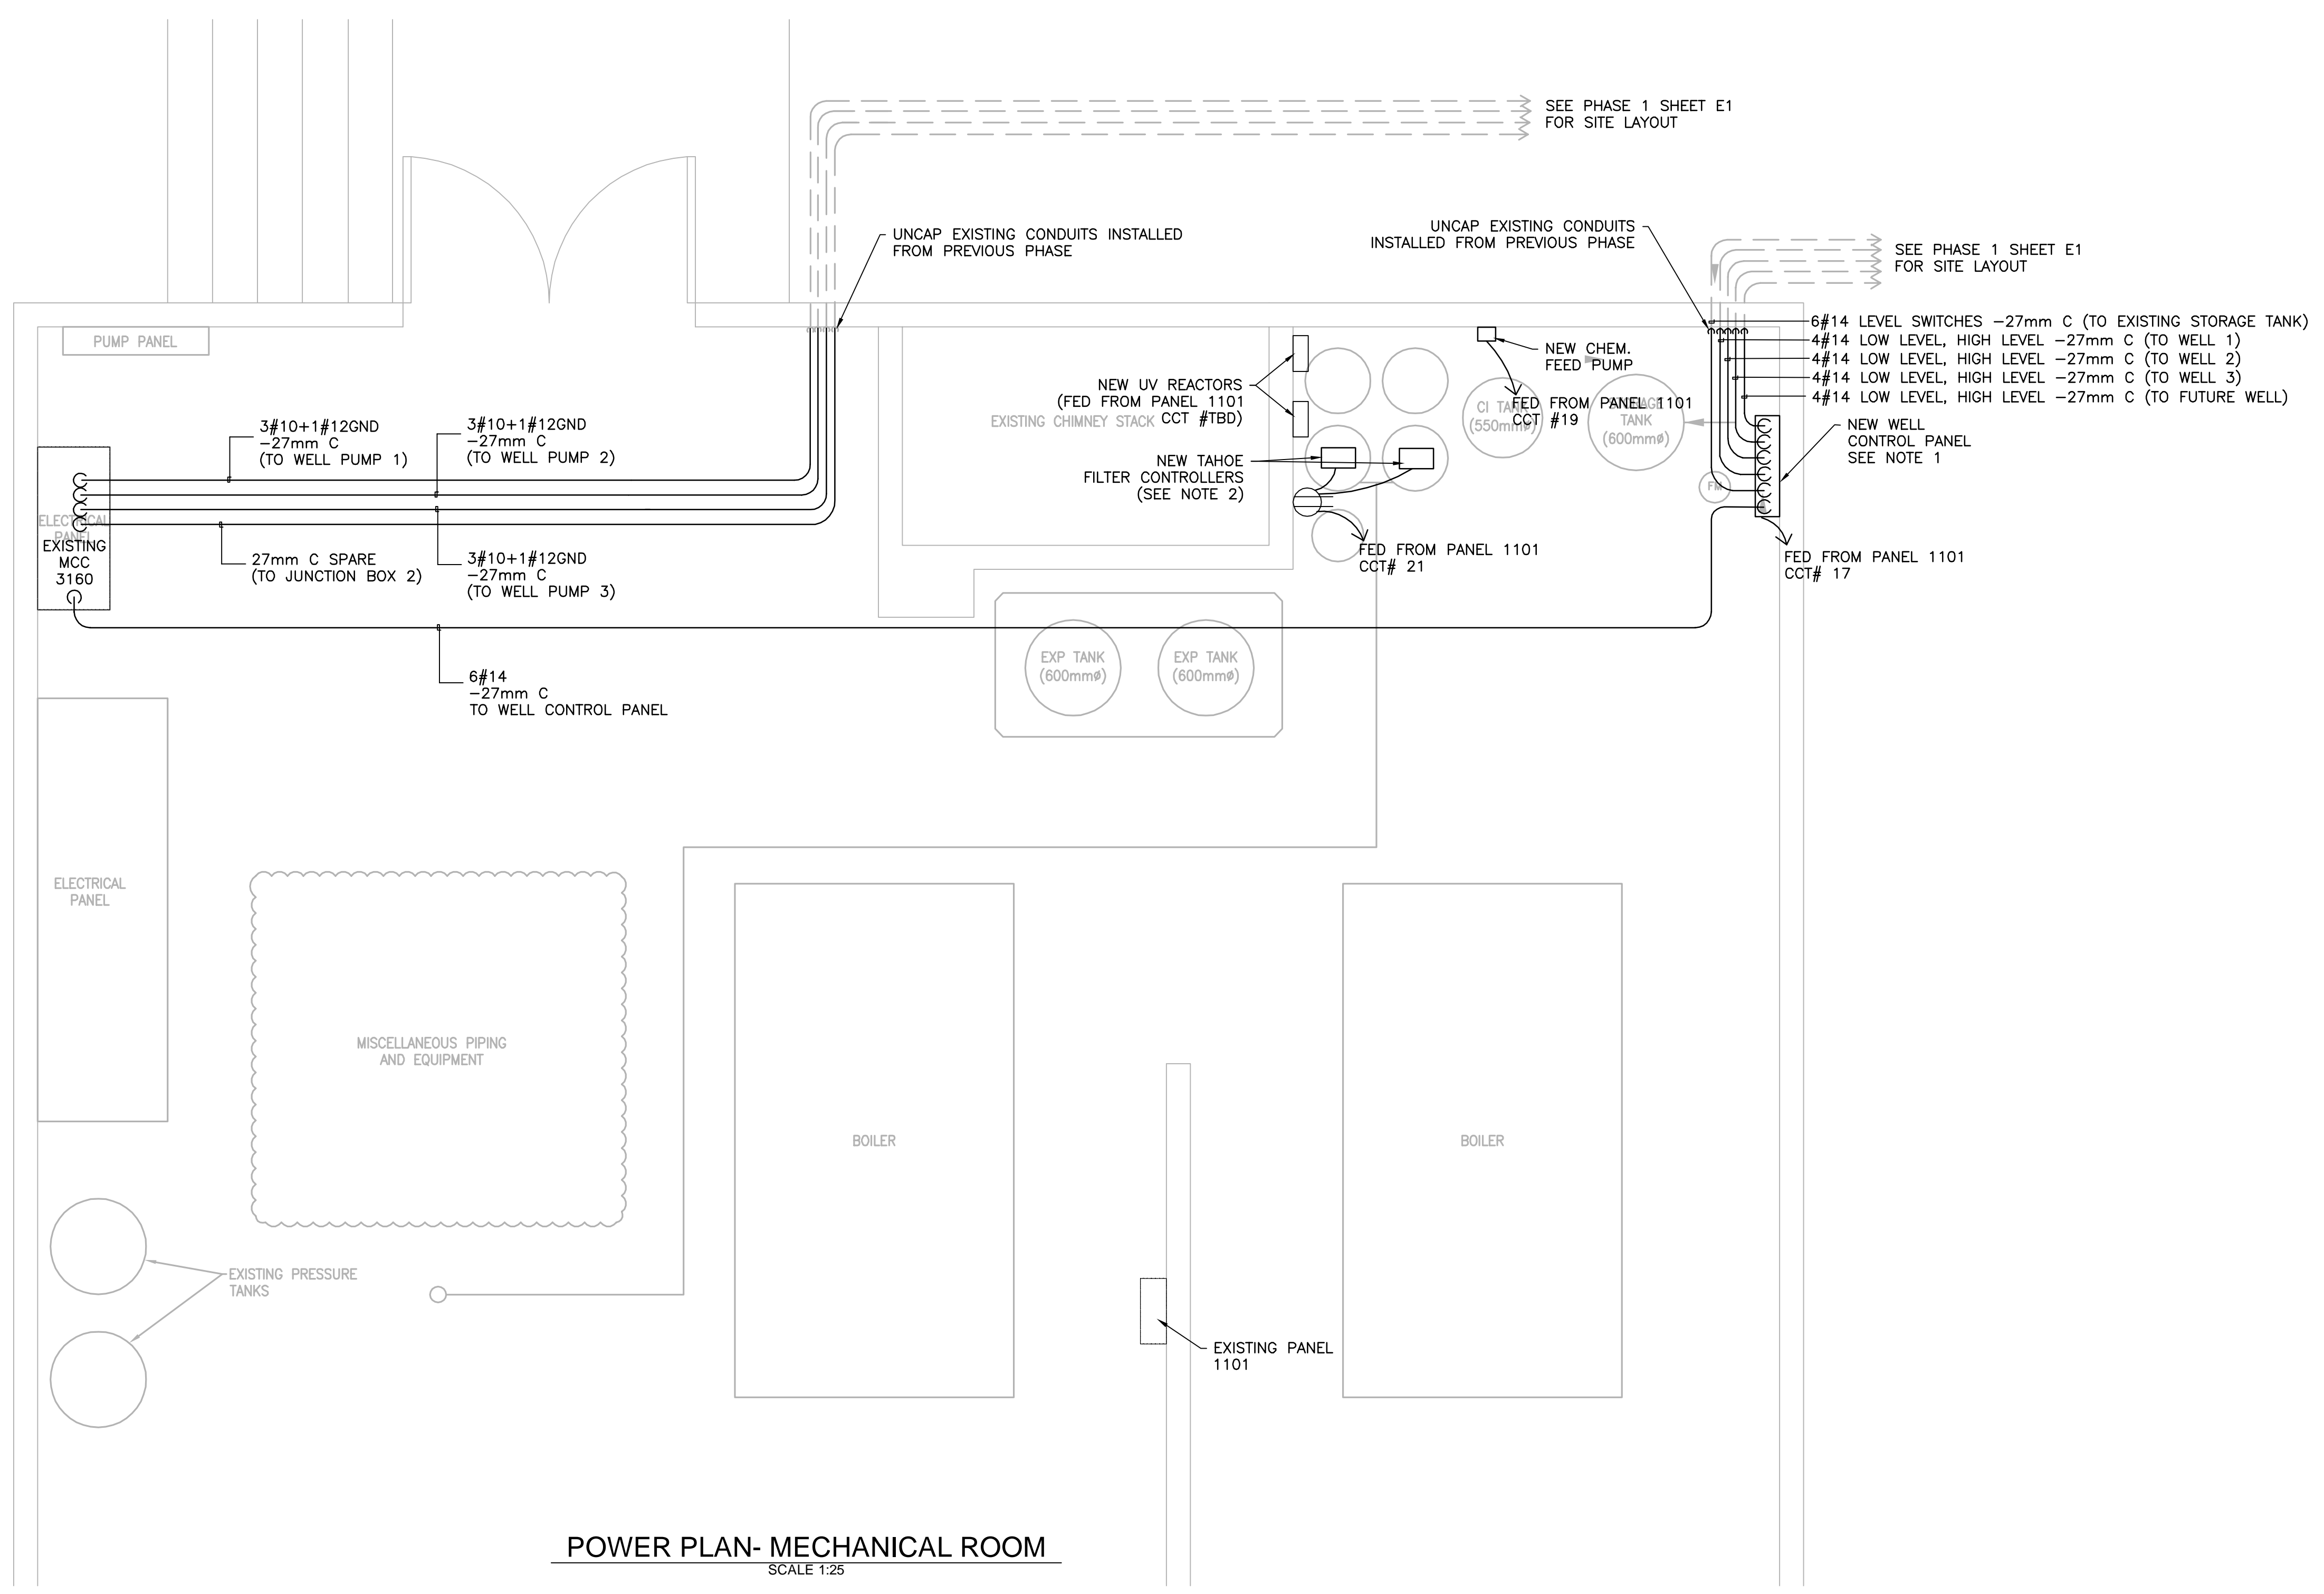 SEE PHASE 1 SHEET E1
FOR SITE LAYOUT
UNCAP EXISTING CONDUITS INSTALLED
FROM PREVIOUS PHASE
UNCAP EXISTING CONDUITS
INSTALLED FROM PREVIOUS PHASE
SEE PHASE 1 SHEET E1
FOR SITE LAYOUT
6#14 LEVEL SWITCHES -27mm C (TO EXISTING STORAGE TANK)
4#14 LOW LEVEL, HIGH LEVEL -27mm C (TO WELL 1)
4#14 LOW LEVEL, HIGH LEVEL -27mm C (TO WELL 2)
4#14 LOW LEVEL, HIGH LEVEL -27mm C (TO WELL 3)
4#14 LOW LEVEL, HIGH LEVEL -27mm C (TO FUTURE WELL)
PUMP PANEL
NEW CHEM.
FEED PUMP
NEW UV REACTORS
(FED FROM PANEL 1101
CCT #TBD)
EXISTING CHIMNEY STACK
FED FROM PANEL 1101
CCT #19
Cl TANK
(550mmø)
STORAGE
TANK
(600mmø)
NEW WELL
CONTROL PANEL
SEE NOTE 1
3#10+1#12GND
-27mm C
(TO WELL PUMP 1)
3#10+1#12GND
-27mm C
(TO WELL PUMP 2)
NEW TAHOE
FILTER CONTROLLERS
(SEE NOTE 2)
FM
ELECTRICAL
PANEL
EXISTING
MCC
3160
27mm C SPARE
(TO JUNCTION BOX 2)
3#10+1#12GND
-27mm C
(TO WELL PUMP 3)
FED FROM PANEL 1101
CCT# 21
FED FROM PANEL 1101
CCT# 17
EXP TANK
(600mmø)
EXP TANK
(600mmø)
6#14
-27mm C
TO WELL CONTROL PANEL
ELECTRICAL
PANEL
MISCELLANEOUS PIPING
AND EQUIPMENT
BOILER
BOILER
EXISTING PRESSURE
TANKS
EXISTING PANEL
1101
POWER PLAN- MECHANICAL ROOM
SCALE 1:25